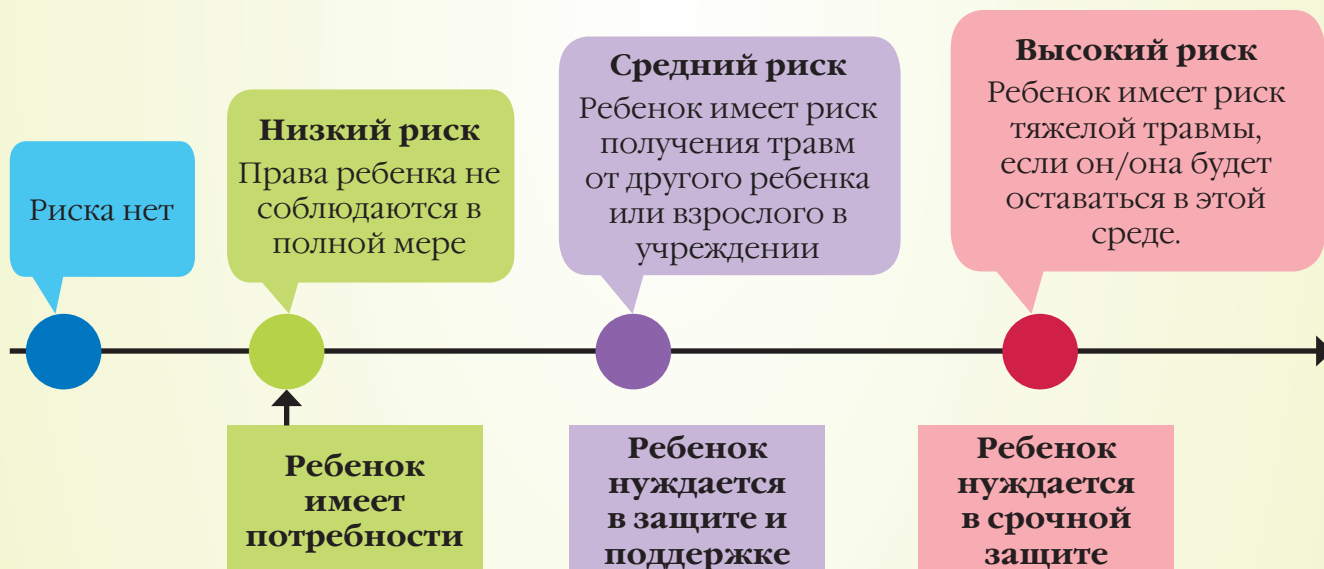 Риска нет
Низкий риск
Права ребенка не
соблюдаются в
полной мере
Средний риск
Ребенок имеет риск
получения травм
от другого ребенка
или взрослого в
учреждении
Высокий риск
Ребенок имеет риск
тяжелой травмы,
если он/она будет
оставаться в этой
среде.
Ребенок
имеет
потребности
Ребенок
нуждается
в защите и
поддержке
Ребенок
нуждается
в срочной
защите